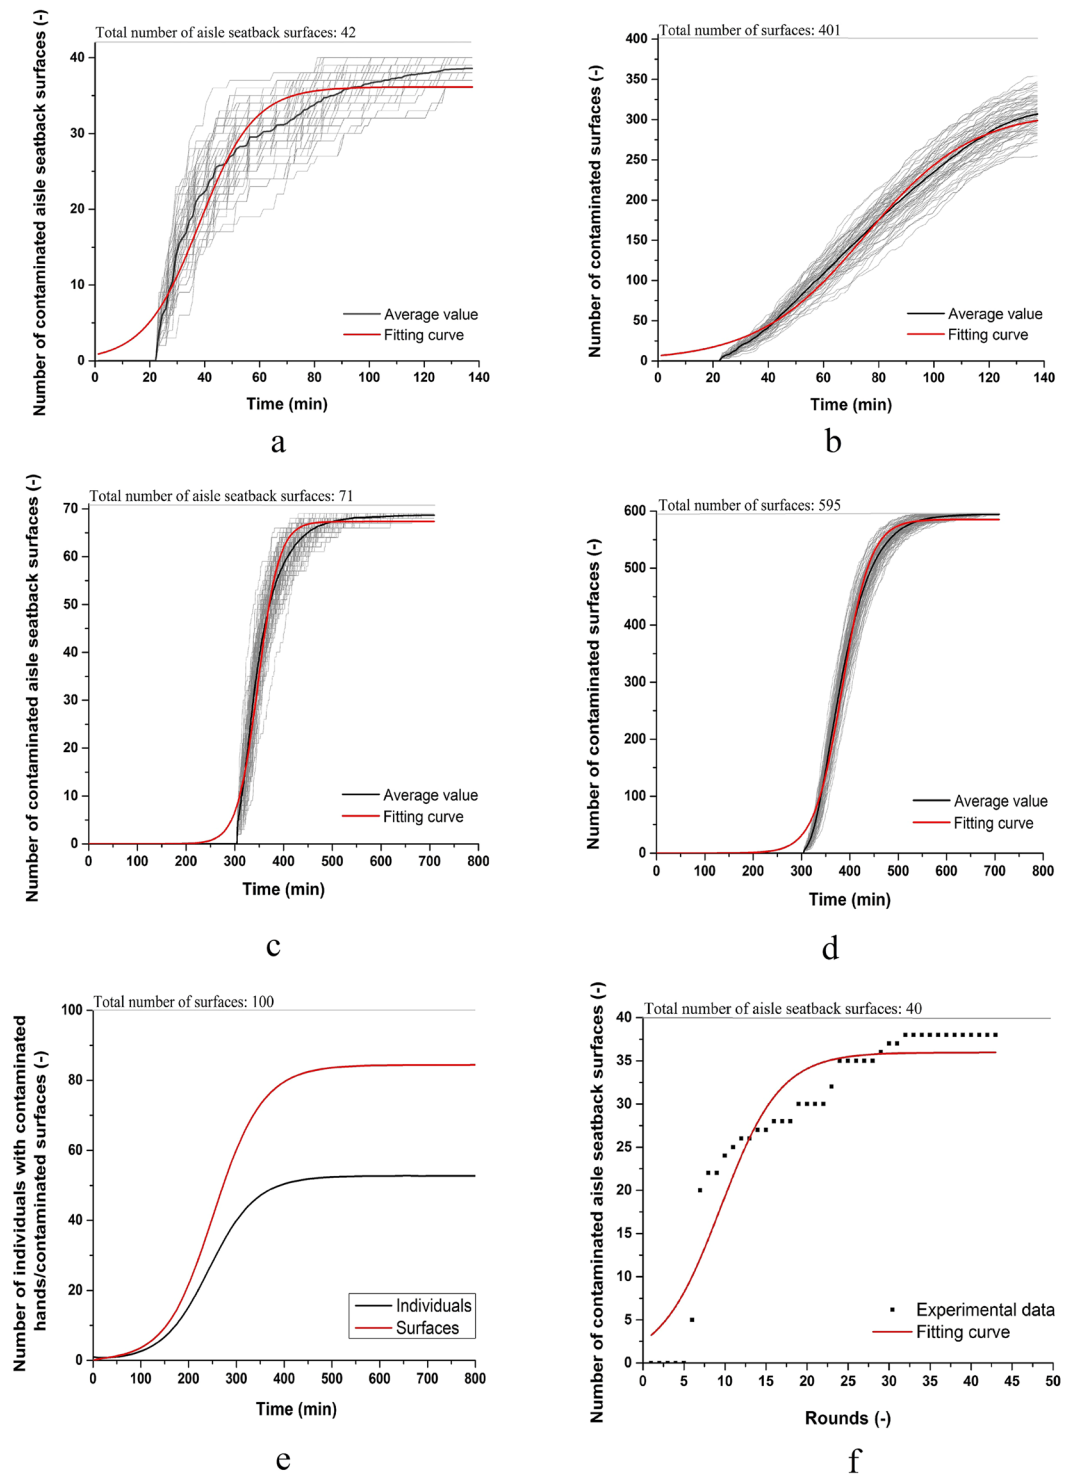 Total number of aisle seatback surfaces: 42
Number of contaminated aisle seatback surfaces (-)
40
30
20
10
0
Average value
Fitting curve
0 20 40 60 80 100 120 140
Time (min)
a
Total number of surfaces: 401
Number of contaminated surfaces (-)
400
350
300
250
200
150
100
50
0
Average value
Fitting curve
0 20 40 60 80 100 120 140
Time (min)
b
Total number of aisle seatback surfaces: 71
Number of contaminated aisle seatback surfaces (-)
70
60
50
40
30
20
10
0
Average value
Fitting curve
0 100 200 300 400 500 600 700 800
Time (min)
c
Total number of surfaces: 595
Number of contaminated surfaces (-)
600
500
400
300
200
100
0
Average value
Fitting curve
0 100 200 300 400 500 600 700 800
Time (min)
d
Total number of surfaces: 100
Number of individuals with contaminated
hands/contaminated surfaces (-)
100
80
60
40
20
0
Individuals
Surfaces
0 100 200 300 400 500 600 700 800
Time (min)
e
Total number of aisle seatback surfaces: 40
Number of contaminated aisle seatback surfaces (-)
40
35
30
25
20
15
10
5
0
Experimental data
Fitting curve
0 5 10 15 20 25 30 35 40 45 50
Rounds (-)
f